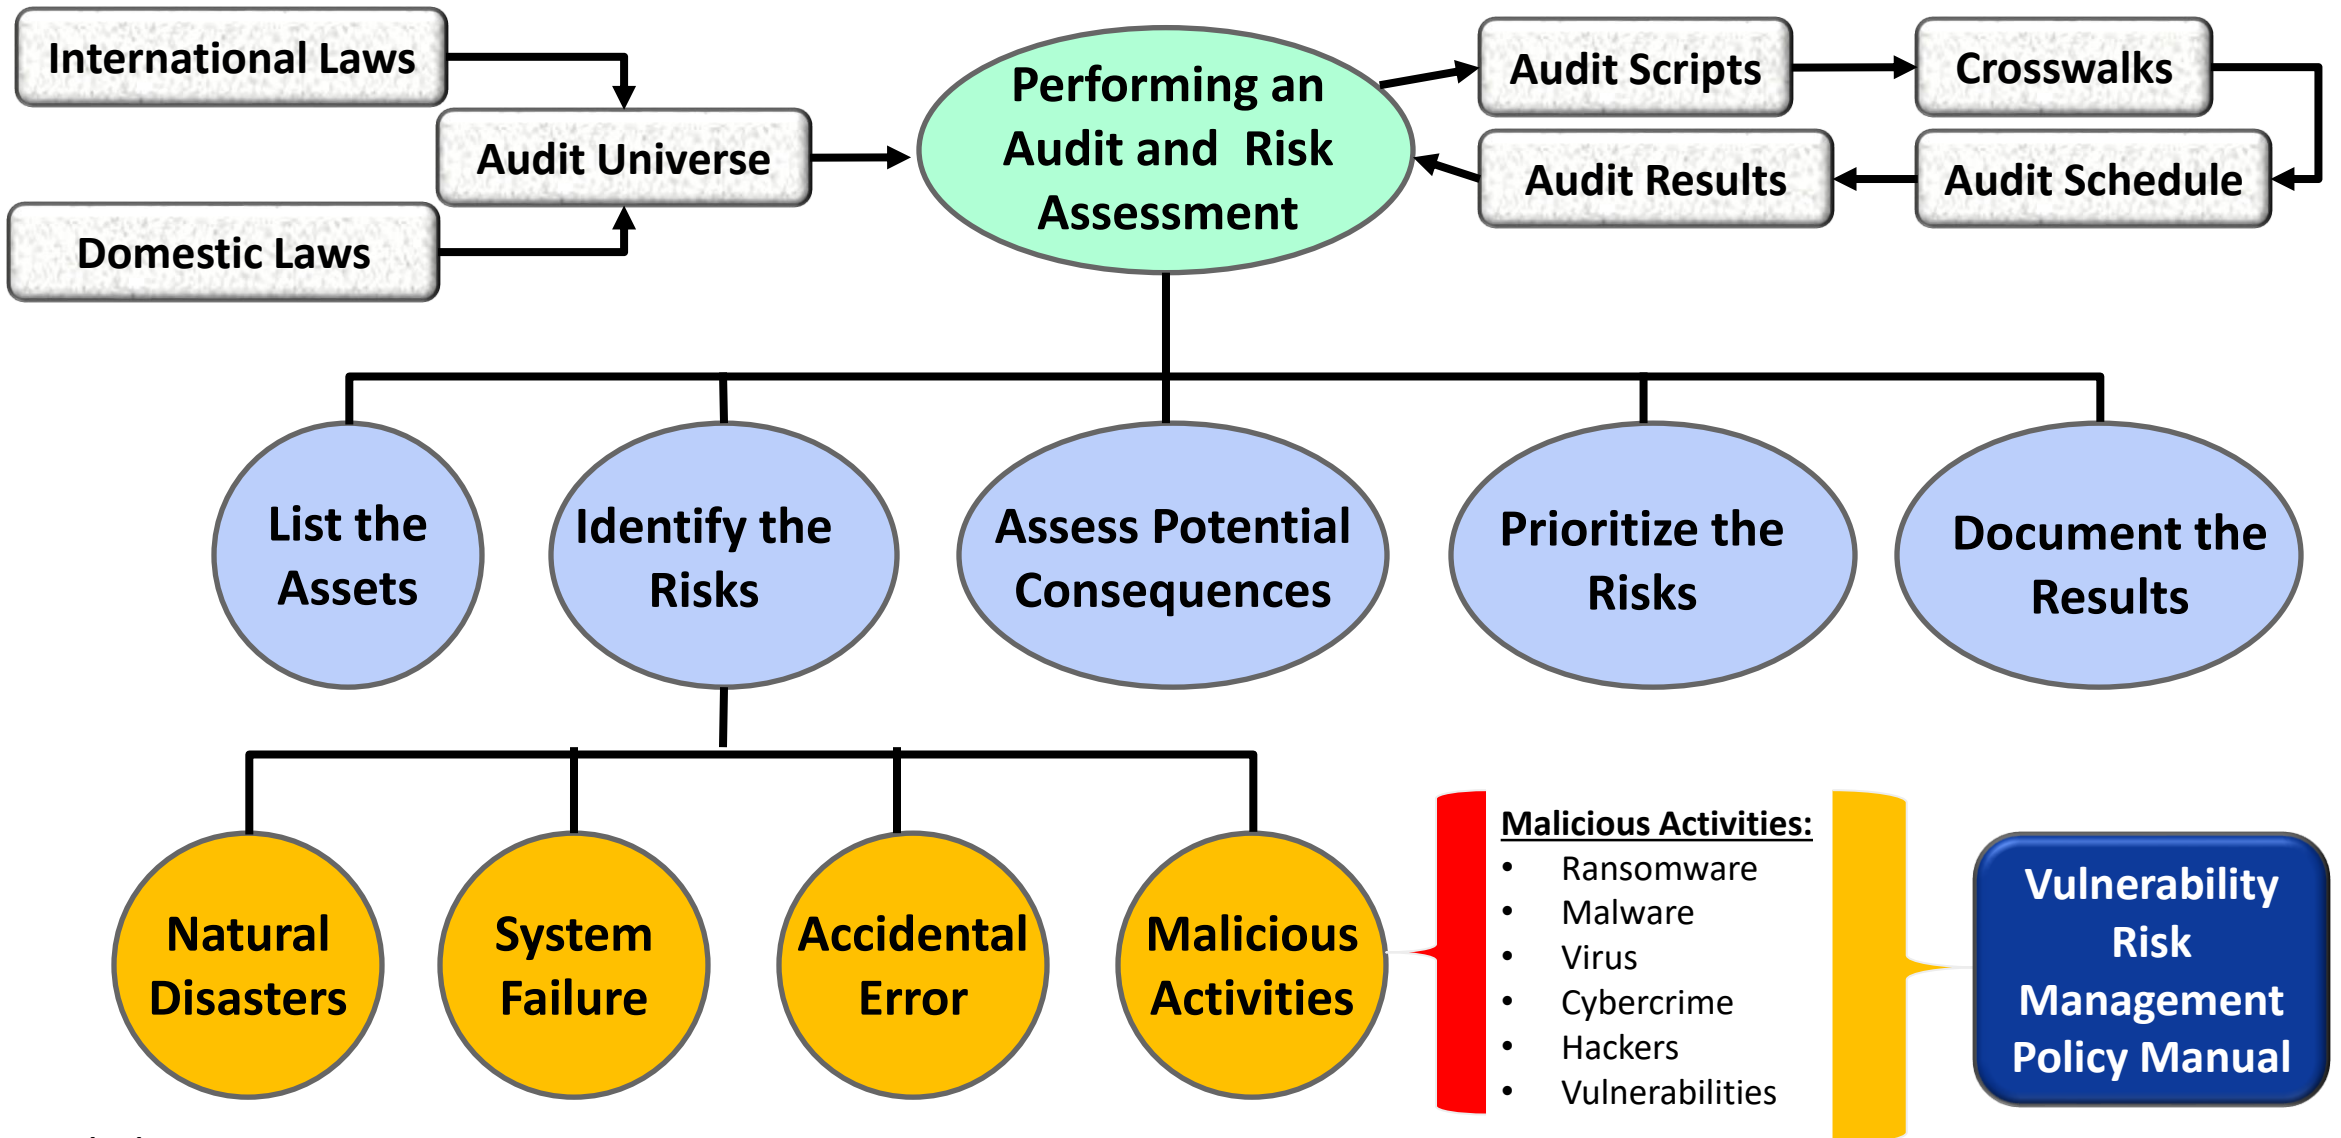 International Laws
Audit Universe
Domestic Laws
Performing an
Audit and Risk
Assessment
Audit Scripts
Crosswalks
Audit Results
Audit Schedule
List the
Assets
Identify the
Risks
Assess Potential
Consequences
Prioritize the
Risks
Document the
Results
Natural
Disasters
System
Failure
Accidental
Error
Malicious
Activities
Malicious Activities:
• Ransomware
• Malware
• Virus
• Cybercrime
• Hackers
• Vulnerabilities
Vulnerability
Risk
Management
Policy Manual